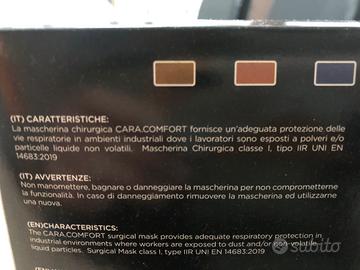 (IT) CARATTERISTICHE:
La mascherina chirurgica CARA.COMFORT fornisce un'adeguata protezione delle
vie respiratorie in ambienti industriali dove i lavoratori sono esposti a polveri e/o
particelle liquide non volatili. Mascherina Chirurgica classe I, tipo IIR UNI EN
14683:2019
(IT) AVVERTENZE:
Non manomettere, bagnare o danneggiare la mascherina per non comprometterne
la funzionalità. In caso di danneggiamento rimuovere la mascherina ed utilizzarne
una nuova.
(EN)CHARACTERISTICS:
The CARA.COMFORT surgical mask provides adequate respiratory protection in
industrial environments where workers are exposed to dust and/or non-volatile
liquid particles. Surgical Mask class I, type IIR UNI EN 14683:2019
subito